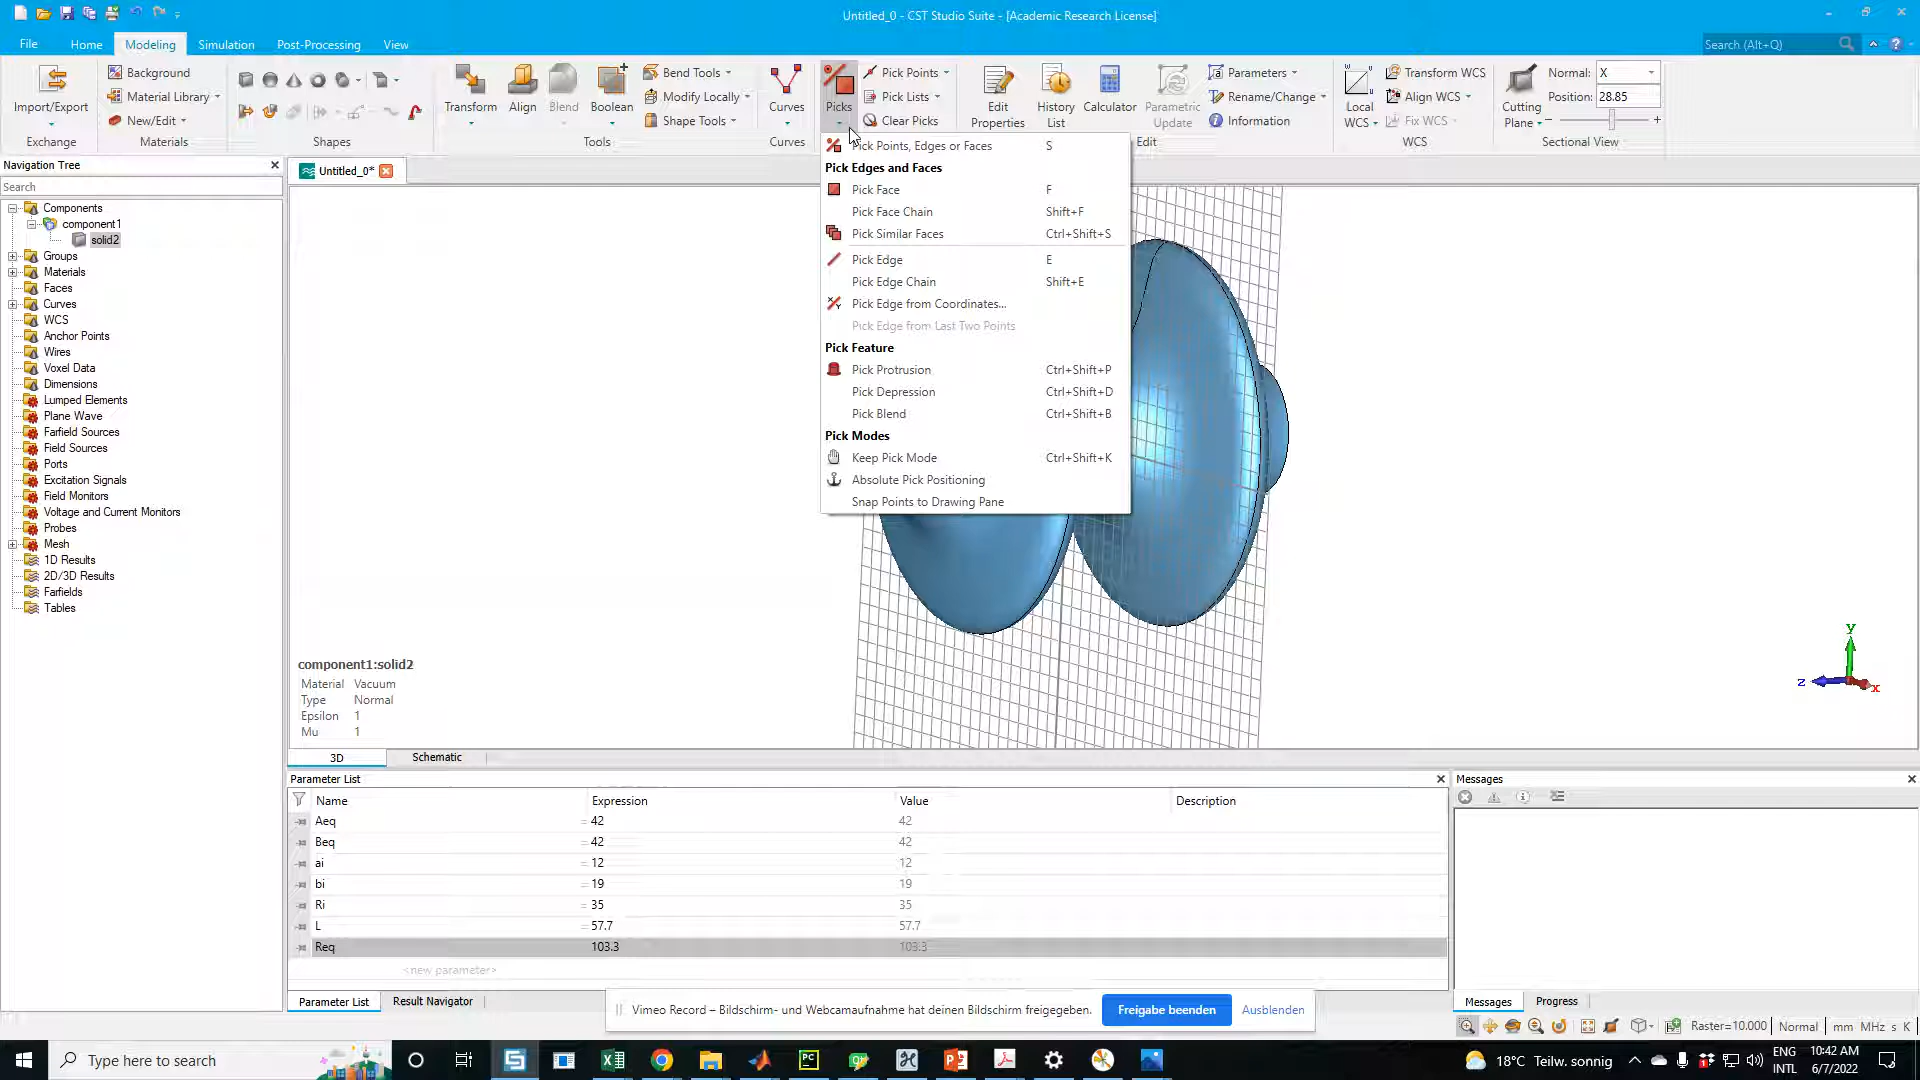 Untitled_0 - CST Studio Suite - [Academic Research License]
File Home Modeling Simulation Post-Processing View
Search (Alt+Q)
Import/Export
Exchange
Background
Material Library
New/Edit
Materials
Shapes
Transform
Align
Blend
Boolean
Bend Tools
Modify Locally
Shape Tools
Tools
Curves
Curves
Picks
Pick Points
Pick Lists
Clear Picks
Edit Properties
History List
Calculator
Parametric Update
Parameters
Rename/Change
Information
Edit
Local WCS
Transform WCS
Align WCS
Fix WCS
WCS
Cutting Plane
Normal: X
Position: 28.85
Sectional View
Navigation Tree
Search
Components
component1
solid2
Groups
Materials
Faces
Curves
WCS
Anchor Points
Wires
Voxel Data
Dimensions
Lumped Elements
Plane Wave
Farfield Sources
Field Sources
Ports
Excitation Signals
Field Monitors
Voltage and Current Monitors
Probes
Mesh
1D Results
2D/3D Results
Farfields
Tables
Untitled_0*
Pick Points, Edges or Faces S
Pick Edges and Faces
Pick Face F
Pick Face Chain Shift+F
Pick Similar Faces Ctrl+Shift+S
Pick Edge E
Pick Edge Chain Shift+E
Pick Edge from Coordinates...
Pick Edge from Last Two Points
Pick Feature
Pick Protrusion Ctrl+Shift+P
Pick Depression Ctrl+Shift+D
Pick Blend Ctrl+Shift+B
Pick Modes
Keep Pick Mode Ctrl+Shift+K
Absolute Pick Positioning
Snap Points to Drawing Pane
component1:solid2
Material Vacuum
Type Normal
Epsilon 1
Mu 1
y
z
x
3D Schematic
Parameter List
Name Expression Value Description
Aeq = 42 42
Beq = 42 42
ai = 12 12
bi = 19 19
Ri = 35 35
L = 57.7 57.7
Req 103.3 103.3
<new parameter>
Parameter List Result Navigator
Messages
Messages Progress
Vimeo Record – Bildschirm- und Webcamaufnahme hat deinen Bildschirm freigegeben. Freigabe beenden Ausblenden
Raster=10.000 Normal mm MHz s K
Type here to search
18°C Teilw. sonnig
ENG
INTL
10:42 AM
6/7/2022